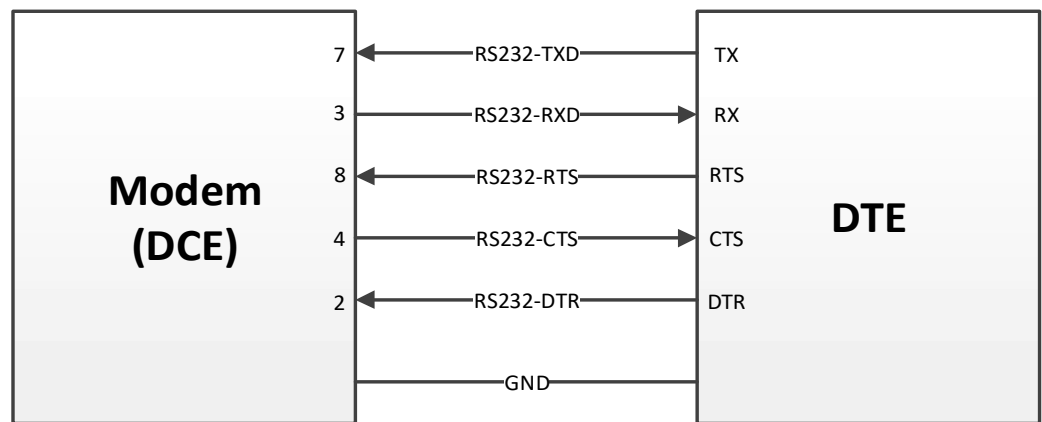 7 RS232-TXD TX
3 RS232-RXD RX
8 RS232-RTS RTS
Modem
(DCE)
DTE
4 RS232-CTS CTS
2 RS232-DTR DTR
GND